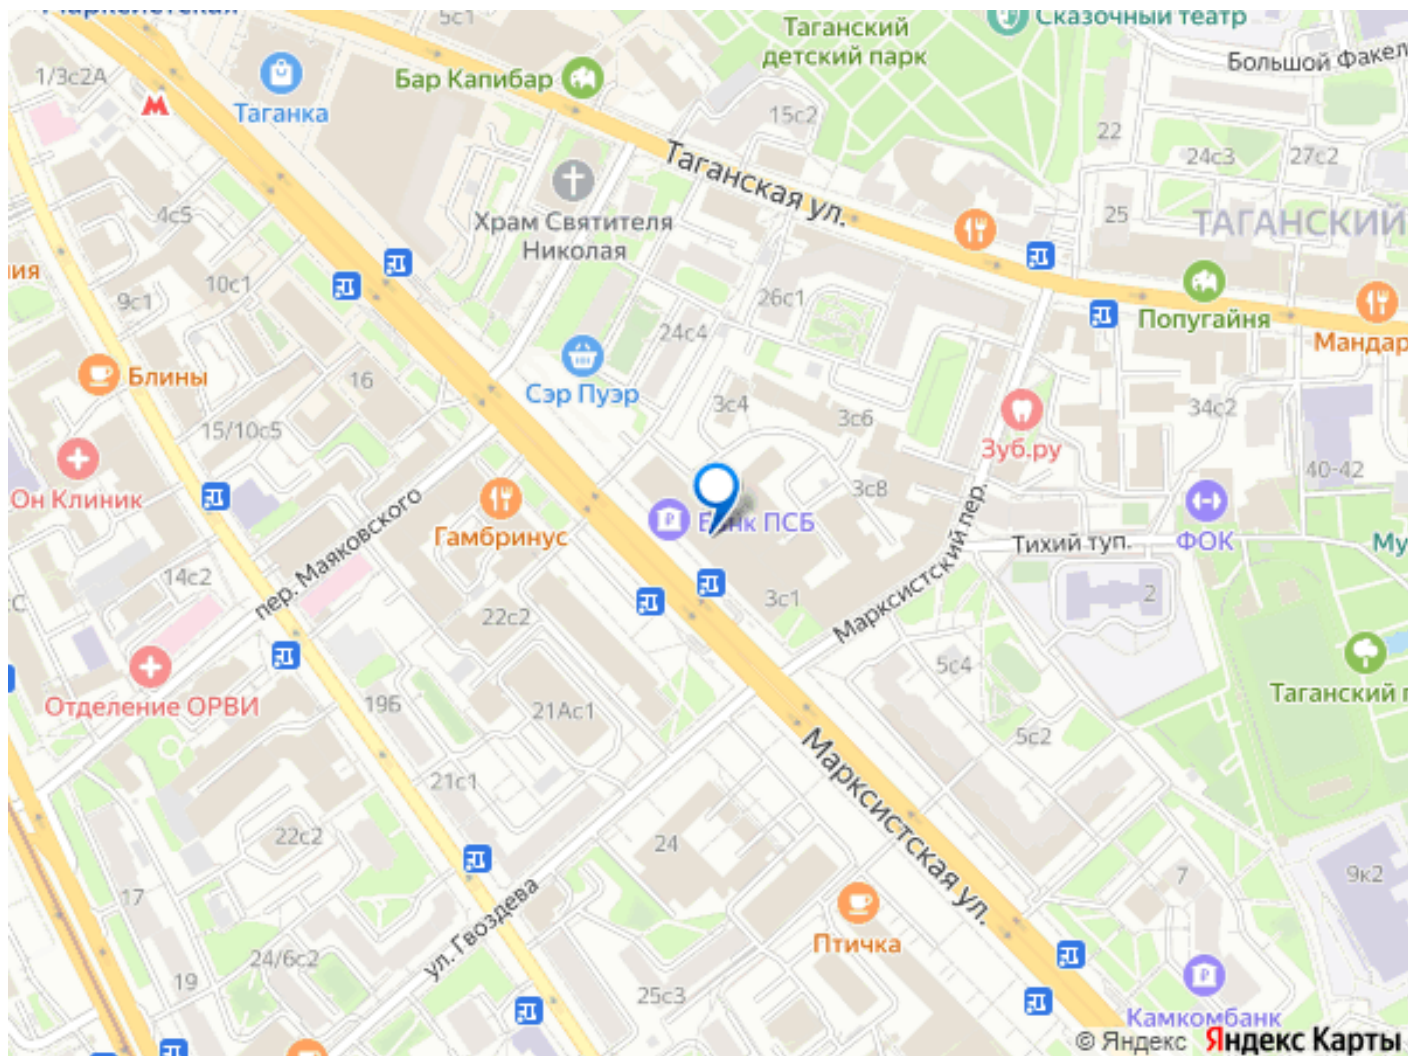 Марксистская
5с1
Сказочный театр
Таганский
детский парк
Большой Факел
1/3с2А
Бар Капибар
Таганка
15с2
22
24с3
27с2
Таганская ул.
4с5
Храм Святителя
Николая
25
ТАГАНСКИЙ
ия
10с1
9с1
26с1
Попугайня
24с4
Мандар
Блины
16
Сэр Пуэр
3с4
3с6
34с2
15/10с5
Зуб.ру
40-42
Он Клиник
3с8
Гамбринус
Банк ПСБ
пер. Маяковского
Марксистский пер.
Тихий туп.
ФОК
Му
14с2
2
3с1
22с2
5с4
Отделение ОРВИ
19Б
21Ас1
Таганский п
5с2
21с1
Марксистская ул.
22с2
24
17
7
9к2
ул. Гвоздева
Птичка
24/6с2
19
25с3
Камкомбанк
© Яндекс Яндекс Карты